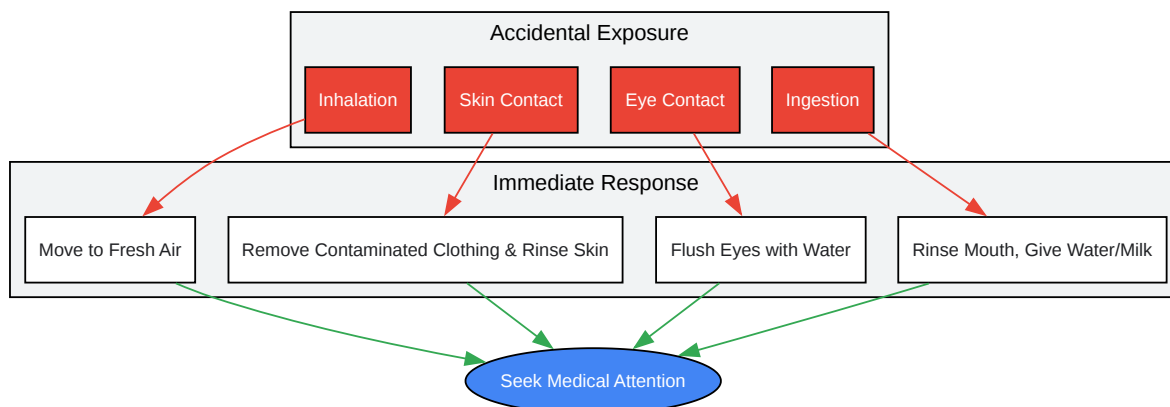 Accidental Exposure
Inhalation
Skin Contact
Eye Contact
Ingestion
Immediate Response
Move to Fresh Air
Remove Contaminated Clothing & Rinse Skin
Flush Eyes with Water
Rinse Mouth, Give Water/Milk
Seek Medical Attention